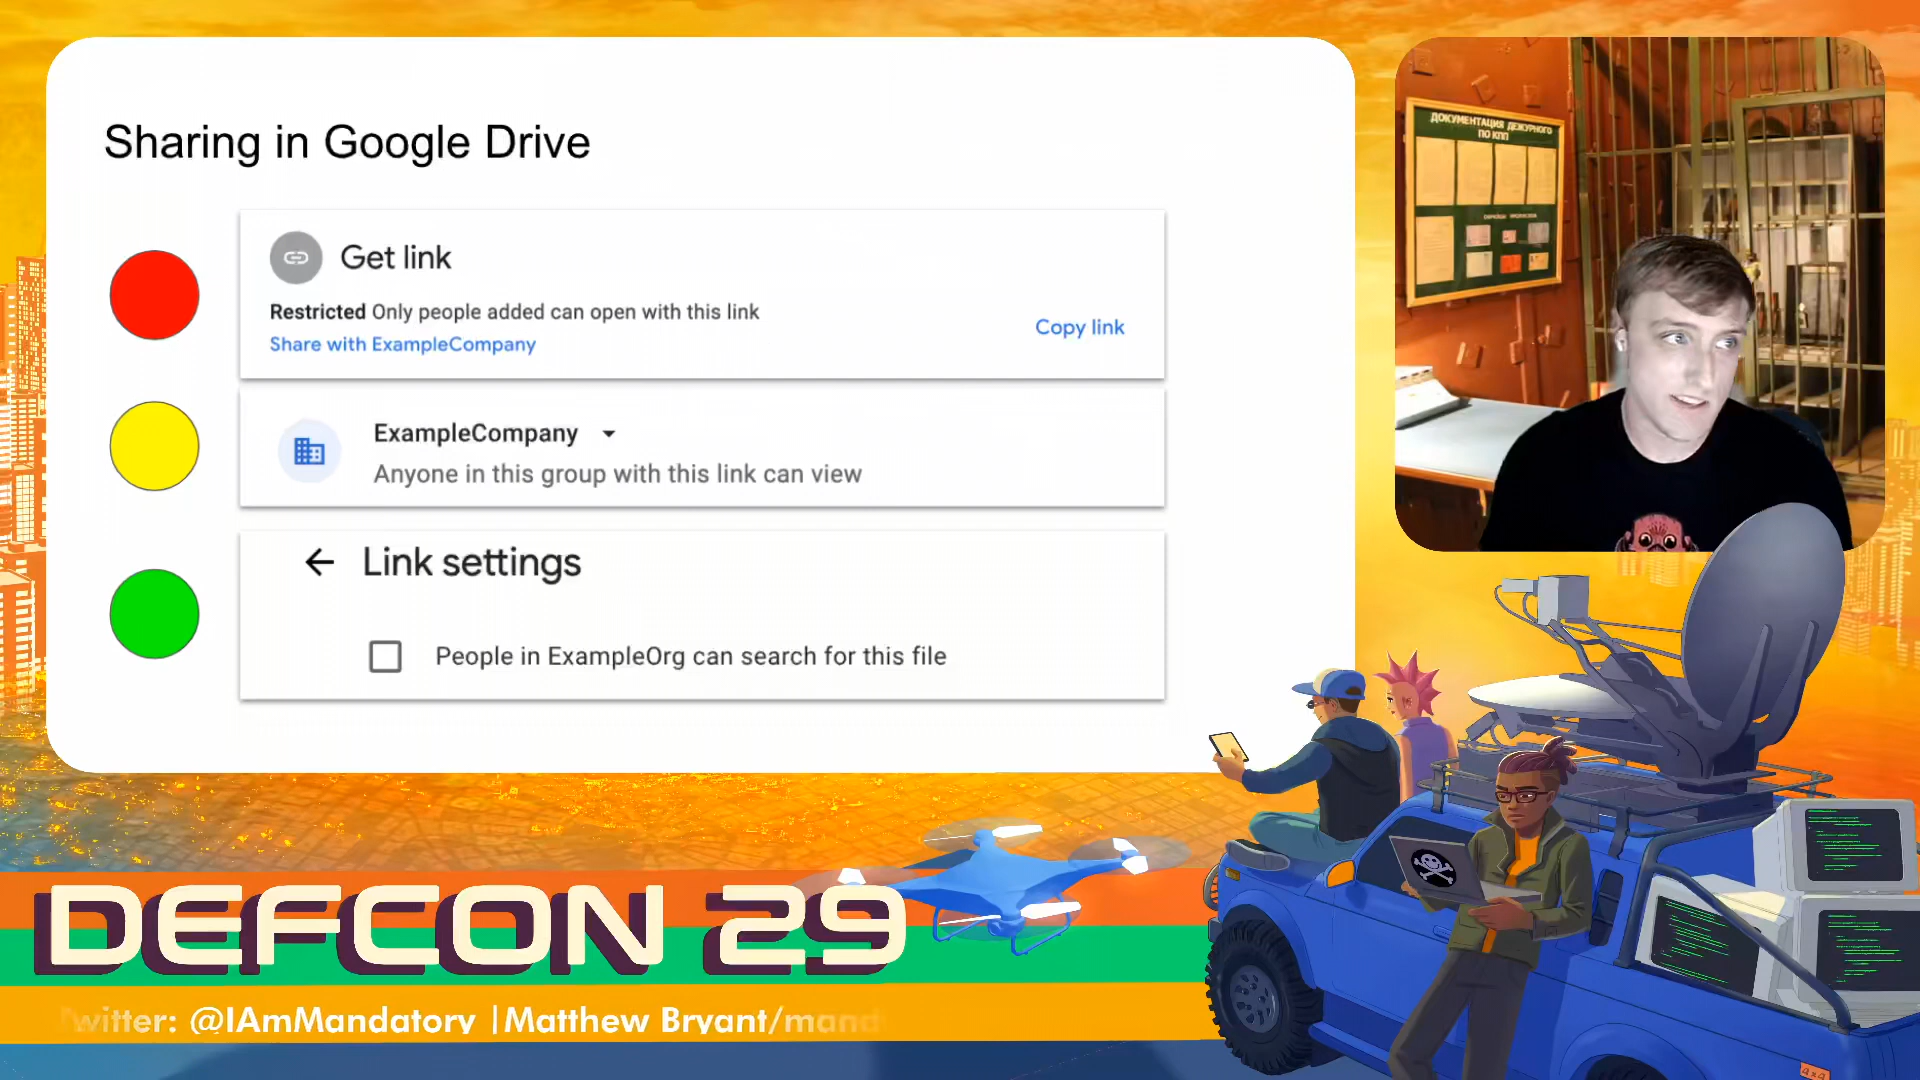 Sharing in Google Drive
Get link
Restricted Only people added can open with this link
Share with ExampleCompany
Copy link
ExampleCompany
Anyone in this group with this link can view
Link settings
People in ExampleOrg can search for this file
ДОКУМЕНТАЦИЯ ДЕЖУРНОГО
ПО КПП
DEFCON 29
Twitter: @IAmMandatory | Matthew Bryant/mand
4x4